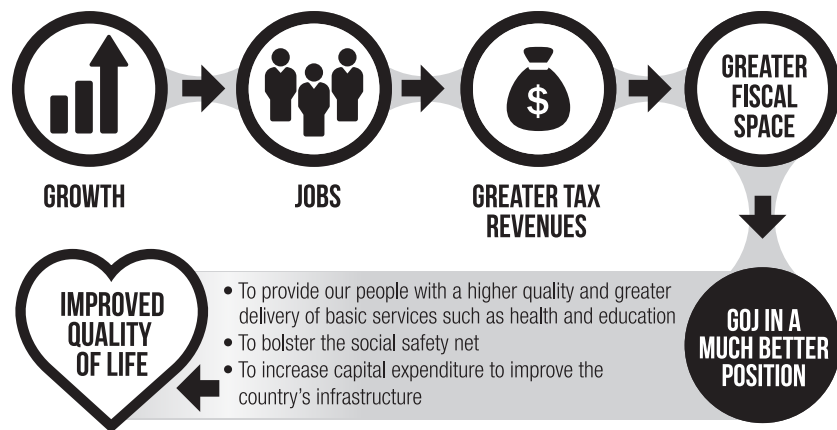 GREATER
FISCAL
SPACE
$
GROWTH
JOBS
GREATER TAX
REVENUES
IMPROVED
QUALITY
OF LIFE
• To provide our people with a higher quality and greater
delivery of basic services such as health and education
• To bolster the social safety net
• To increase capital expenditure to improve the
country’s infrastructure
GOJ IN A
MUCH BETTER
POSITION